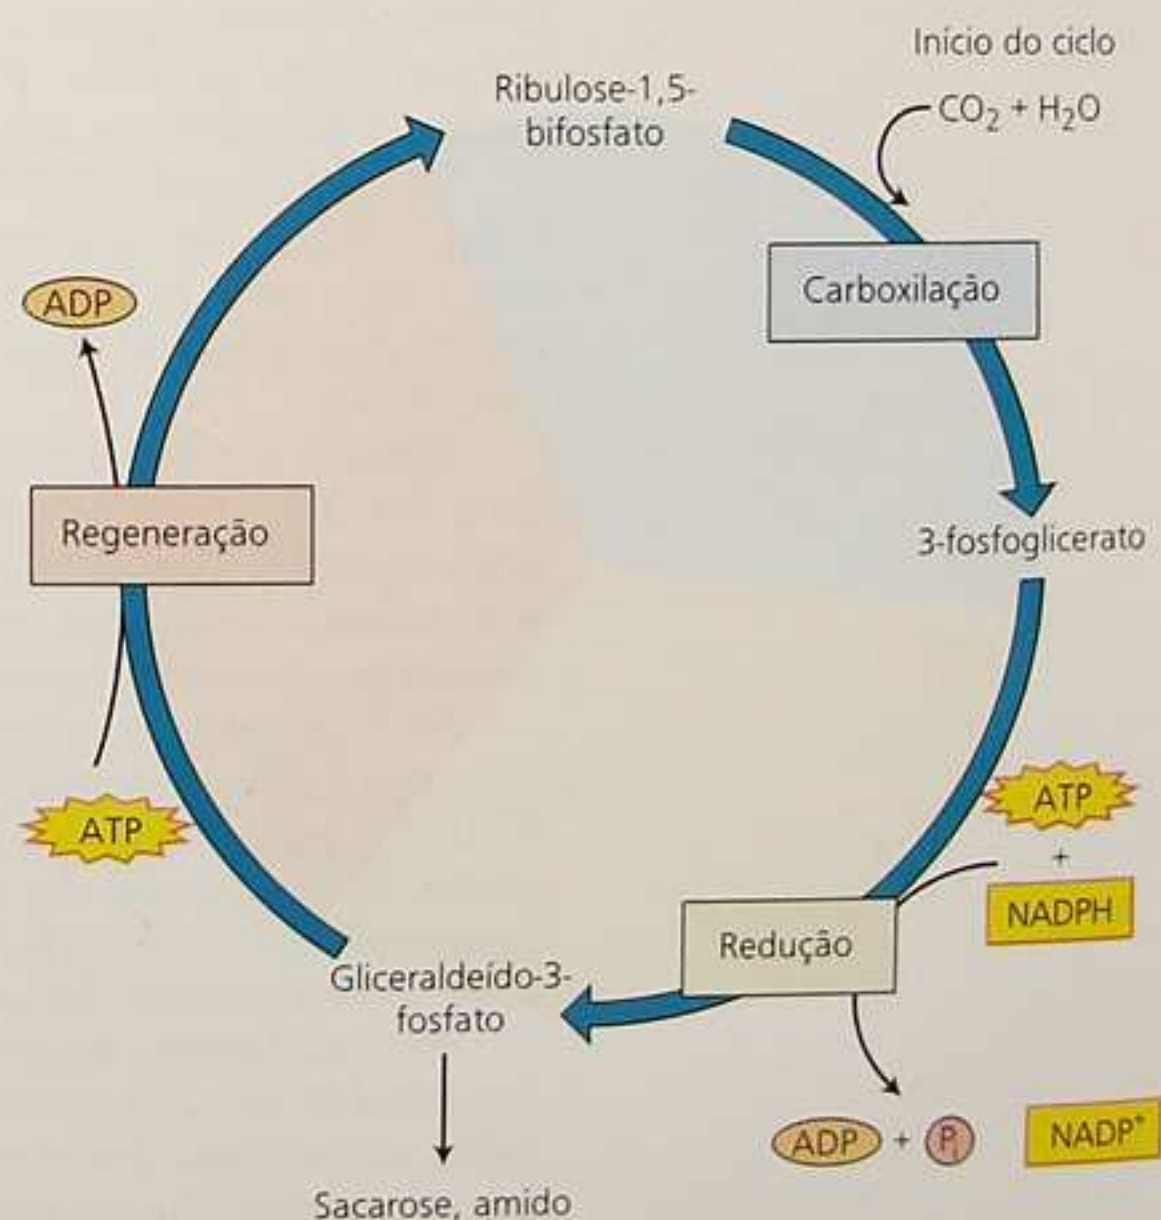 Início do ciclo
CO₂ + H₂O
Ribulose-1,5-
bifosfato
Carboxilação
3-fosfoglicerato
ATP
+
NADPH
Redução
ADP + Pi
NADP⁺
Gliceraldeído-3-
fosfato
Sacarose, amido
ATP
Regeneração
ADP